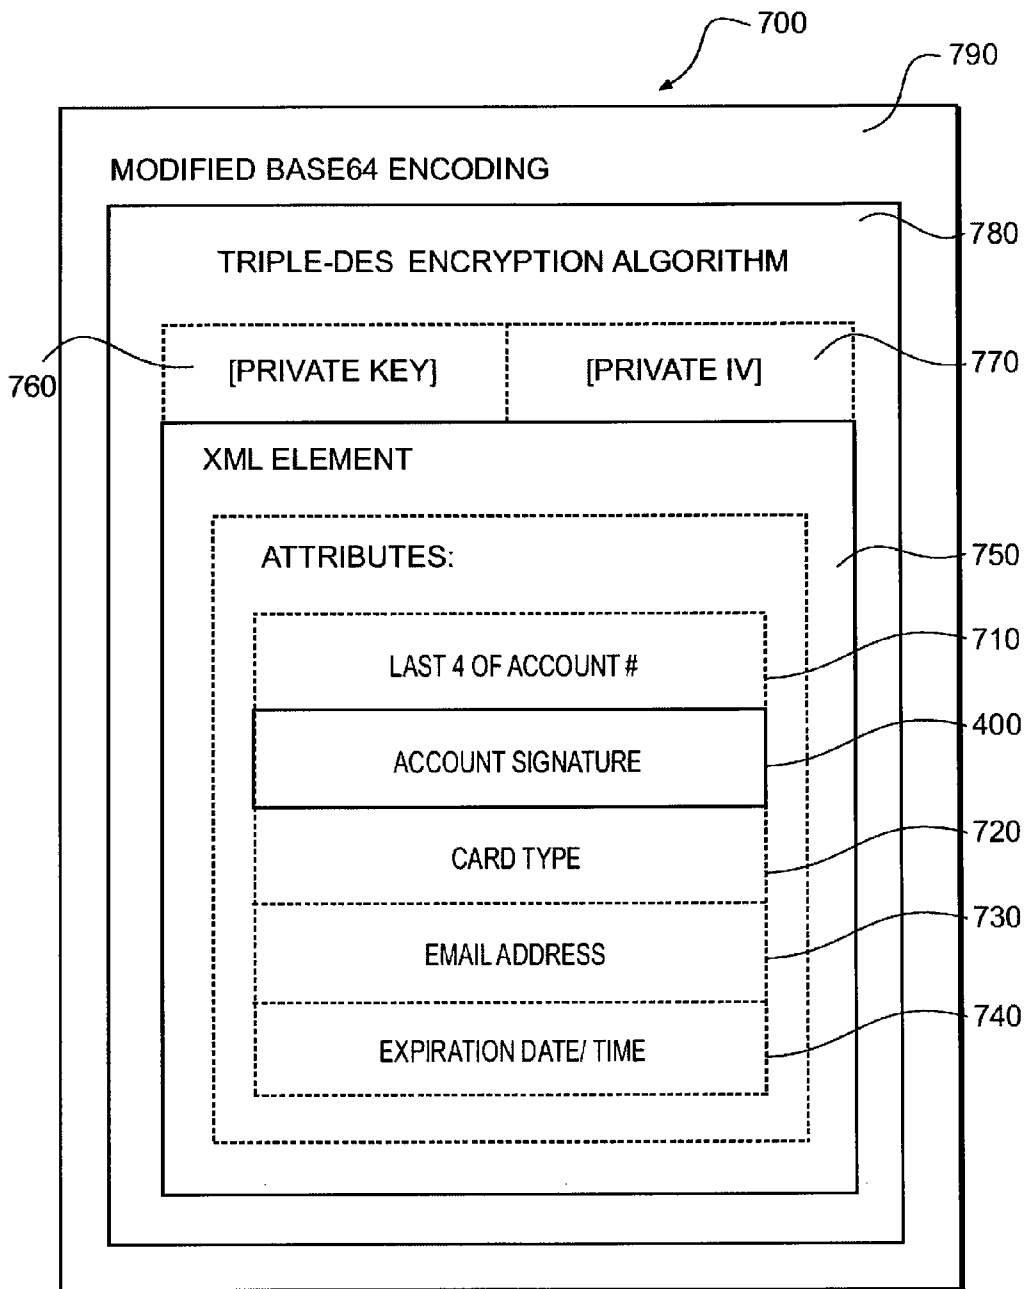 700
790
MODIFIED BASE64 ENCODING
780
TRIPLE-DES ENCRYPTION ALGORITHM
760
[PRIVATE KEY]
[PRIVATE IV]
770
XML ELEMENT
ATTRIBUTES:
750
LAST 4 OF ACCOUNT #
710
ACCOUNT SIGNATURE
400
CARD TYPE
720
EMAIL ADDRESS
730
EXPIRATION DATE/ TIME
740